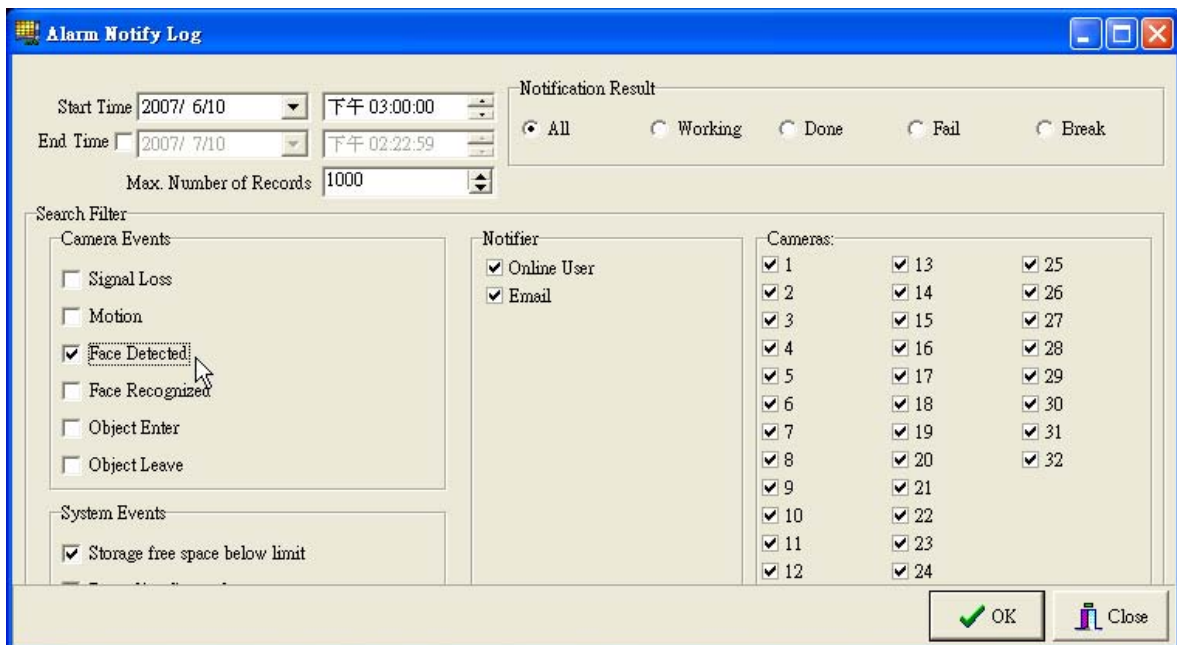 Alarm Notify Log
Start Time 2007/ 6/10 下午 03:00:00
End Time 2007/ 7/10 下午 02:22:59
Max. Number of Records 1000
Notification Result
All Working Done Fail Break
Search Filter
Camera Events
Signal Loss
Motion
Face Detected
Face Recognized
Object Enter
Object Leave
System Events
Storage free space below limit
Notifier
Online User
Email
Cameras:
1 13 25
2 14 26
3 15 27
4 16 28
5 17 29
6 18 30
7 19 31
8 20 32
9 21
10 22
11 23
12 24
OK Close